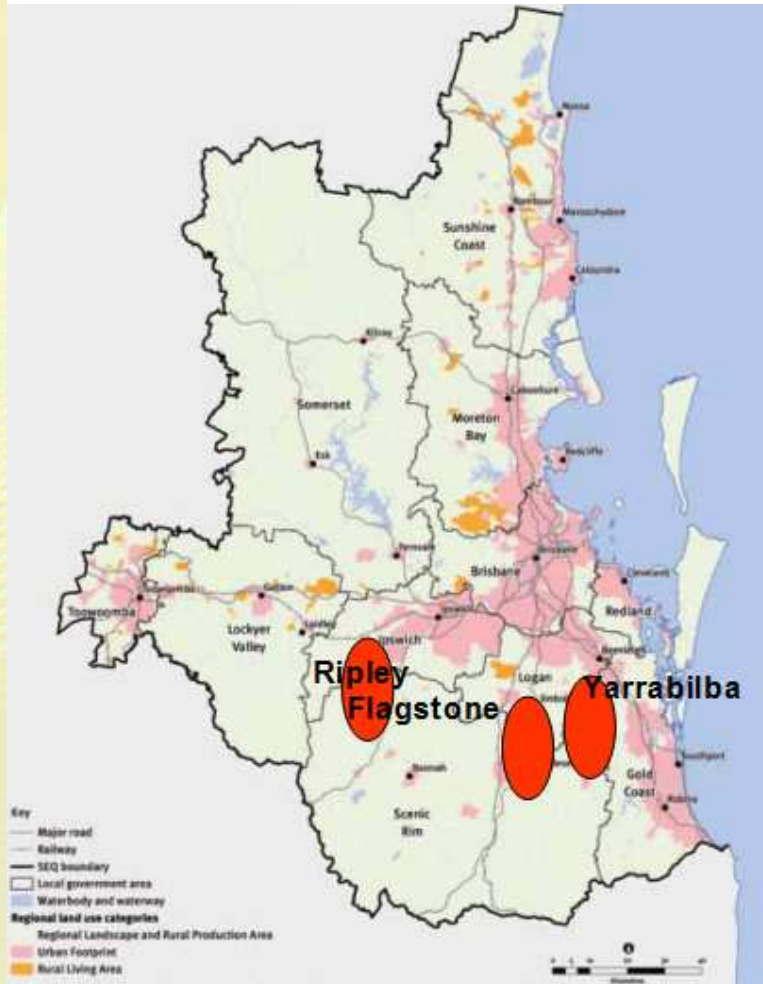 Noosa
Nambour
Maroochydore
Sunshine
Coast
Caloundra
Kilcoy
Somerset
Caboolture
Moreton
Bay
Esk
Redcliffe
Fernvale
Brisbane
Brisbane
Cleveland
Toowoomba
Gatton
Ipswich
Redland
Lockyer
Valley
Laidley
Ipswich
Beenleigh
Ripley
Logan
Yarrabilba
Flagstone
Southport
Boonah
Gold
Coast
Robina
Scenic
Rim
Key
Major road
Railway
SEQ boundary
Local government area
Waterbody and waterway
Regional land use categories
Regional Landscape and Rural Production Area
Urban Footprint
Rural Living Area
Kilometres